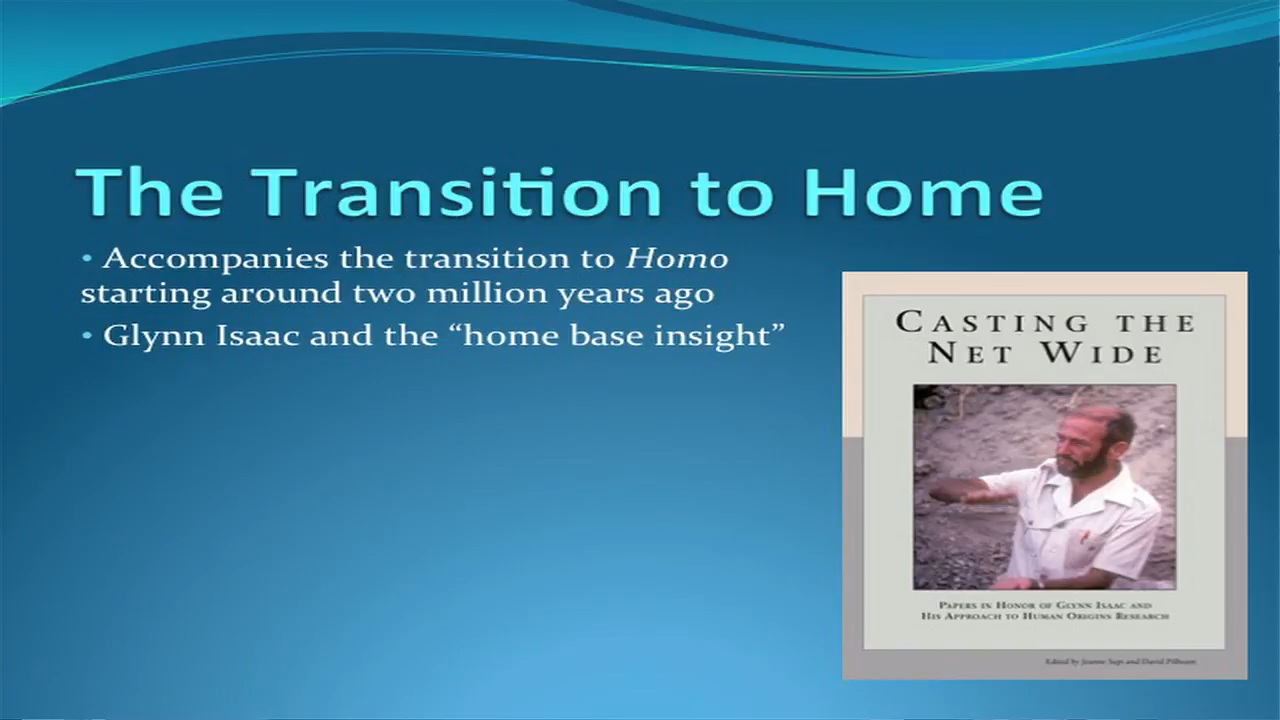 The Transition to Home
• Accompanies the transition to Homo
starting around two million years ago
• Glynn Isaac and the “home base insight”
CASTING THE
NET WIDE
PAPERS IN HONOR OF GLYNN ISAAC AND
HIS APPROACH TO HUMAN ORIGINS RESEARCH
Edited by Jeanne Sept and David Pilbeam